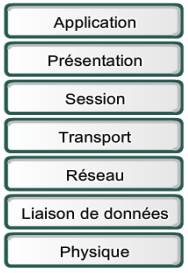 Application
Présentation
Session
Transport
Réseau
Liaison de données
Physique